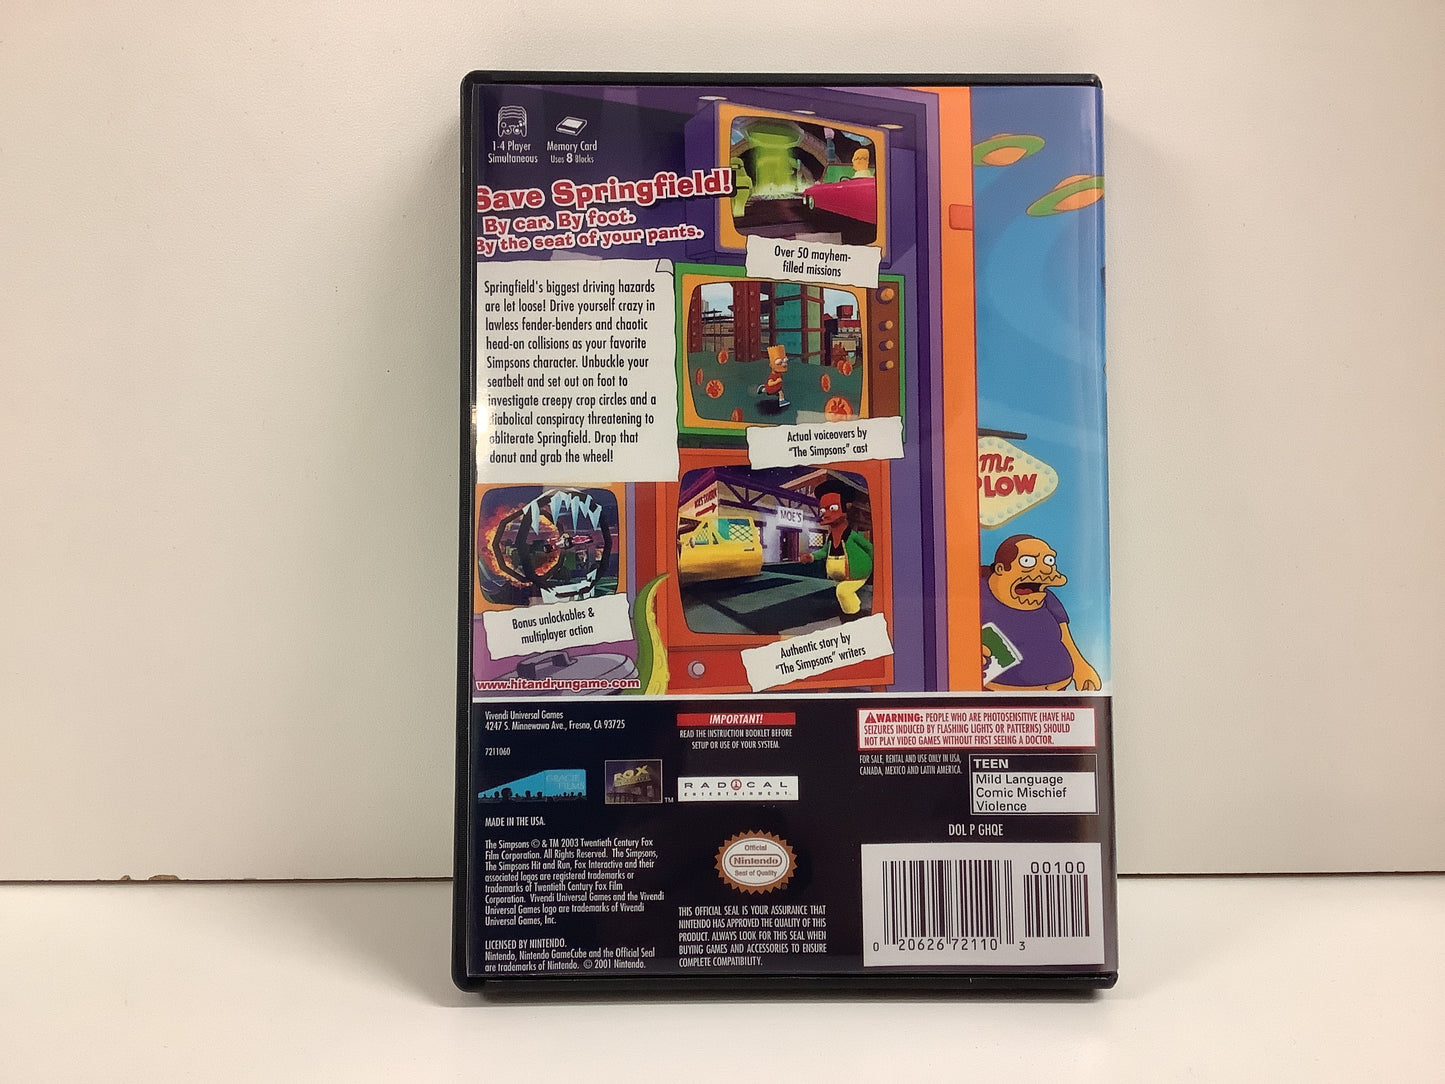 1-4 Player
Simultaneous
Memory Card
Uses 8 Blocks
Save Springfield!
By car. By foot.
By the seat of your pants.
Over 50 mayhem-
filled missions
Springfield's biggest driving hazards
are let loose! Drive yourself crazy in
lawless fender-benders and chaotic
head-on collisions as your favorite
Simpsons character. Unbuckle your
seatbelt and set out on foot to
investigate creepy crop circles and a
diabolical conspiracy threatening to
obliterate Springfield. Drop that
donut and grab the wheel!
Actual voiceovers by
"The Simpsons" cast
Mr.
PLOW
MOE'S
Bonus unlockables &
multiplayer action
Authentic story by
"The Simpsons" writers
www.hitandrungame.com
Vivendi Universal Games
4247 S. Minnewawa Ave., Fresno, CA 93725
7211060
IMPORTANT!
READ THE INSTRUCTION BOOKLET BEFORE
SETUP OR USE OF YOUR SYSTEM.
WARNING: PEOPLE WHO ARE PHOTOSENSITIVE (HAVE HAD
SEIZURES INDUCED BY FLASHING LIGHTS OR PATTERNS) SHOULD
NOT PLAY VIDEO GAMES WITHOUT FIRST SEEING A DOCTOR.
FOR SALE, RENTAL AND USE ONLY IN USA,
CANADA, MEXICO AND LATIN AMERICA.
TEEN
Mild Language
Comic Mischief
Violence
GRACIE
FILMS
FOX
TM
RADICAL
ENTERTAINMENT
DOL P GHQE
MADE IN THE USA.
The Simpsons © & TM 2003 Twentieth Century Fox
Film Corporation. All Rights Reserved. The Simpsons,
The Simpsons Hit and Run, Fox Interactive and their
associated logos are registered trademarks or
trademarks of Twentieth Century Fox Film
Corporation. Vivendi Universal Games and the Vivendi
Universal Games logo are trademarks of Vivendi
Universal Games, Inc.
LICENSED BY NINTENDO.
Nintendo, Nintendo GameCube and the Official Seal
are trademarks of Nintendo. © 2001 Nintendo.
Official
Nintendo
Seal of Quality
THIS OFFICIAL SEAL IS YOUR ASSURANCE THAT
NINTENDO HAS APPROVED THE QUALITY OF THIS
PRODUCT. ALWAYS LOOK FOR THIS SEAL WHEN
BUYING GAMES AND ACCESSORIES TO ENSURE
COMPLETE COMPATIBILITY.
00100
0 20626 72110 3